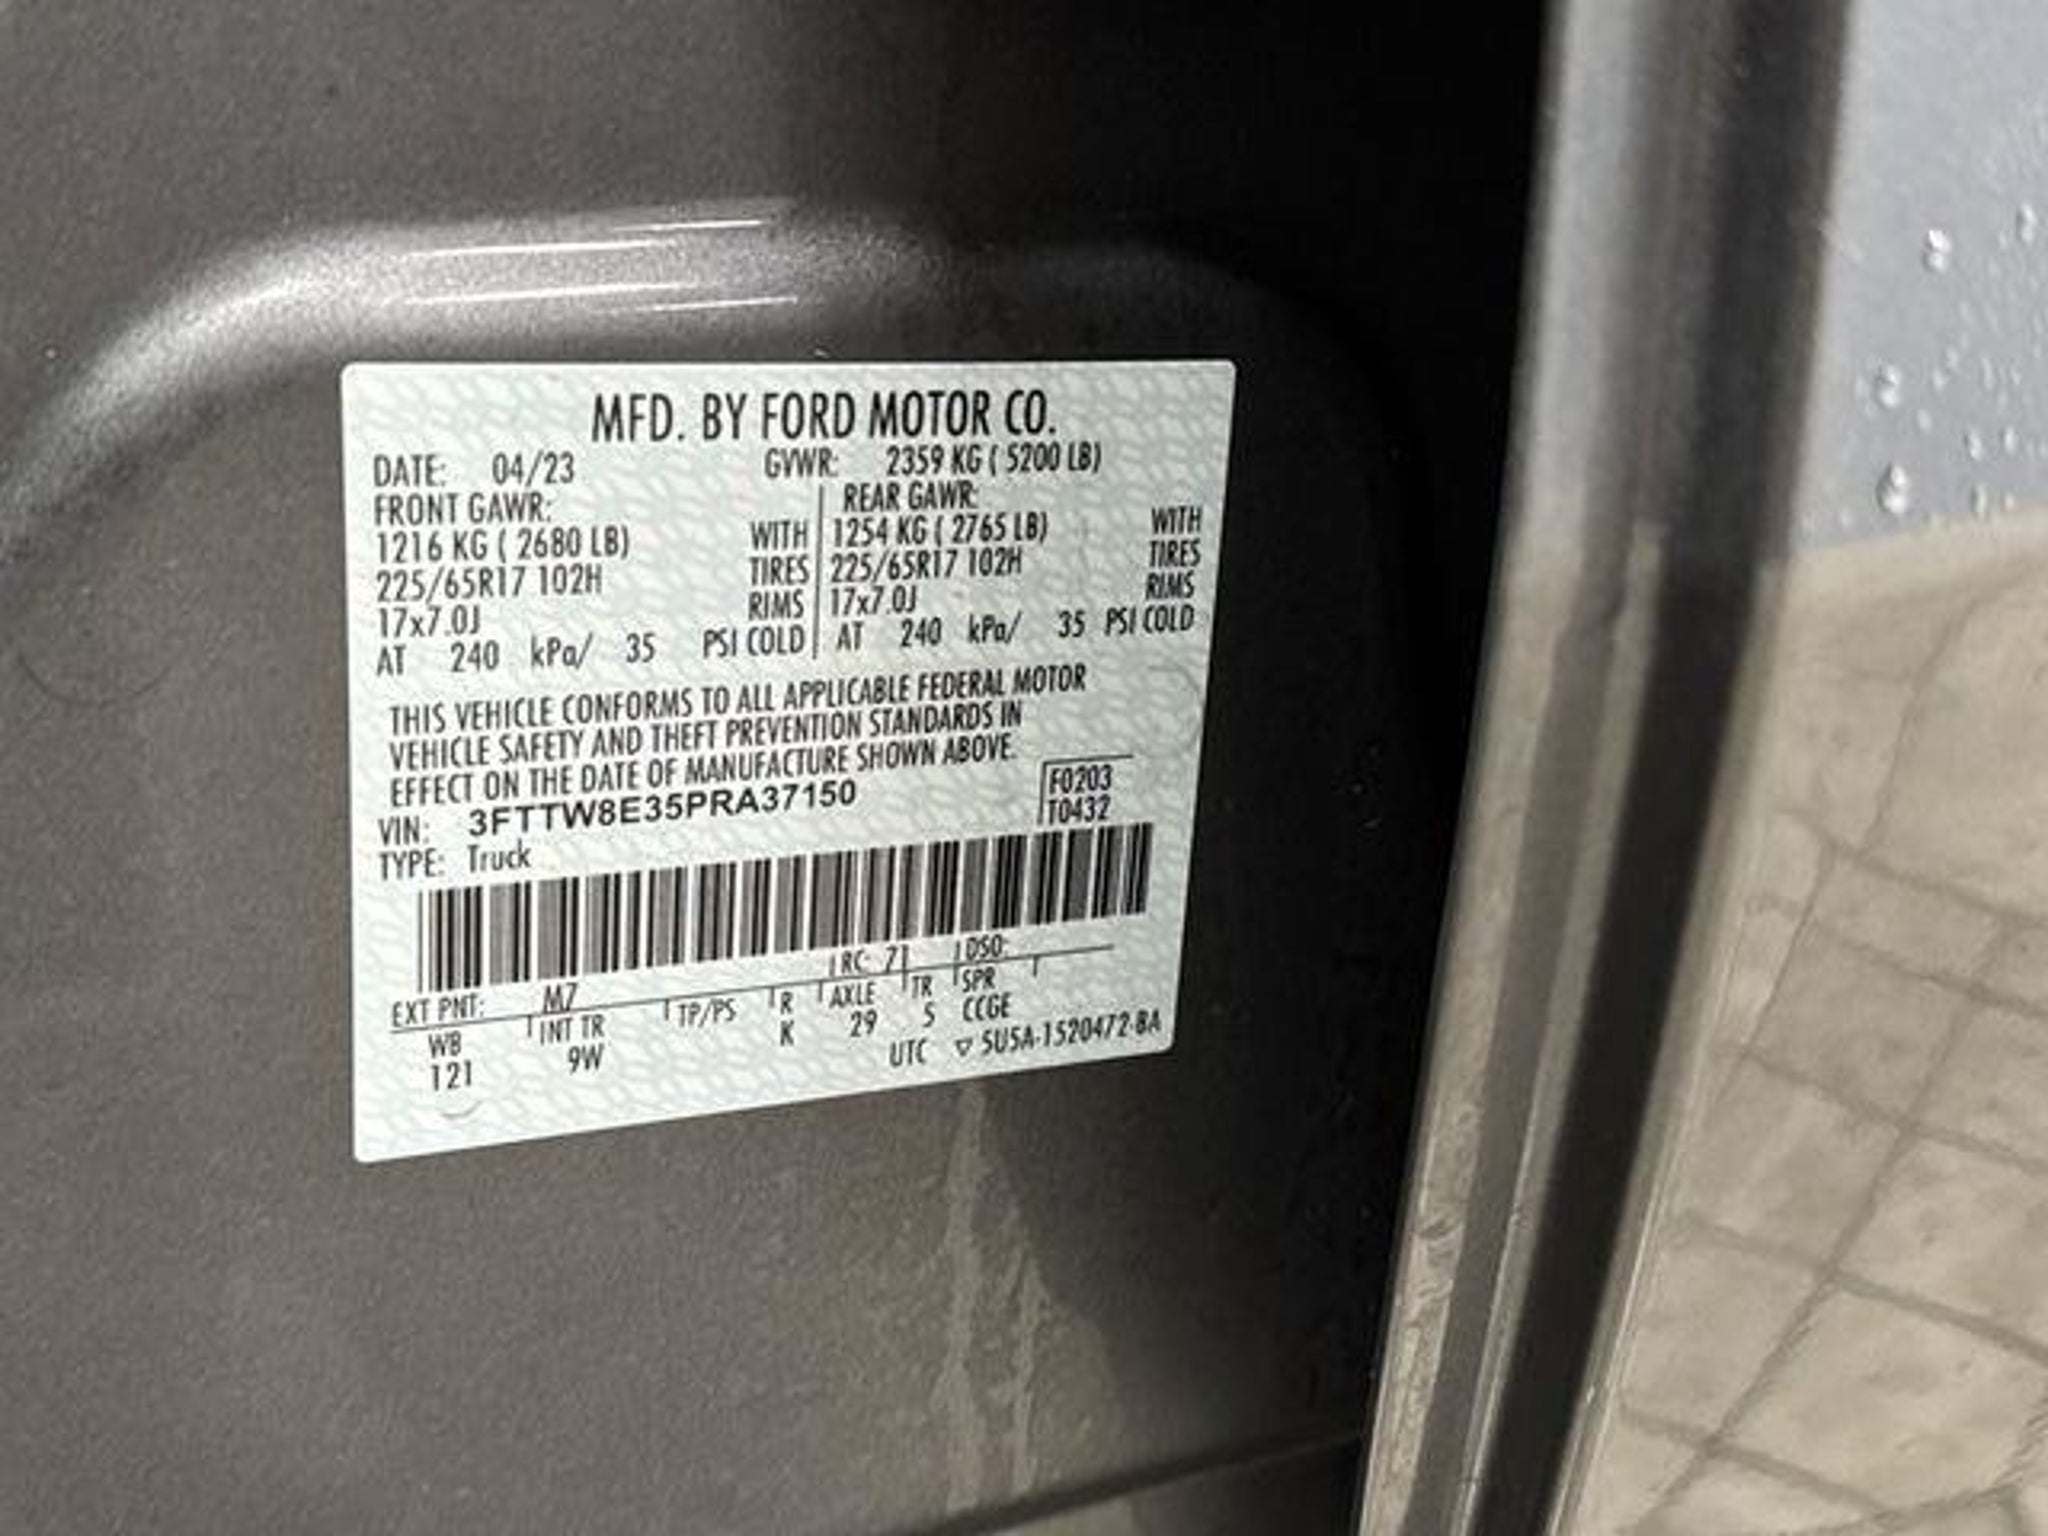 MFD. BY FORD MOTOR CO.
DATE: 04/23 GVWR: 2359 KG ( 5200 LB)
FRONT GAWR: REAR GAWR:
1216 KG ( 2680 LB) WITH 1254 KG ( 2765 LB) WITH
225/65R17 102H TIRES 225/65R17 102H TIRES
17x7.0J RIMS 17x7.0J RIMS
AT 240 kPa/ 35 PSI COLD AT 240 kPa/ 35 PSI COLD
THIS VEHICLE CONFORMS TO ALL APPLICABLE FEDERAL MOTOR
VEHICLE SAFETY AND THEFT PREVENTION STANDARDS IN
EFFECT ON THE DATE OF MANUFACTURE SHOWN ABOVE.
VIN: 3FTTW8E35PRA37150 F0203
TYPE: Truck T0432
EXT PNT: M7 RC: 71 DSO:
WB INT TR TP/PS R AXLE TR SPR
121 9W K 29 5 CCGE
UTC ▽ 5U5A-1520472-BA